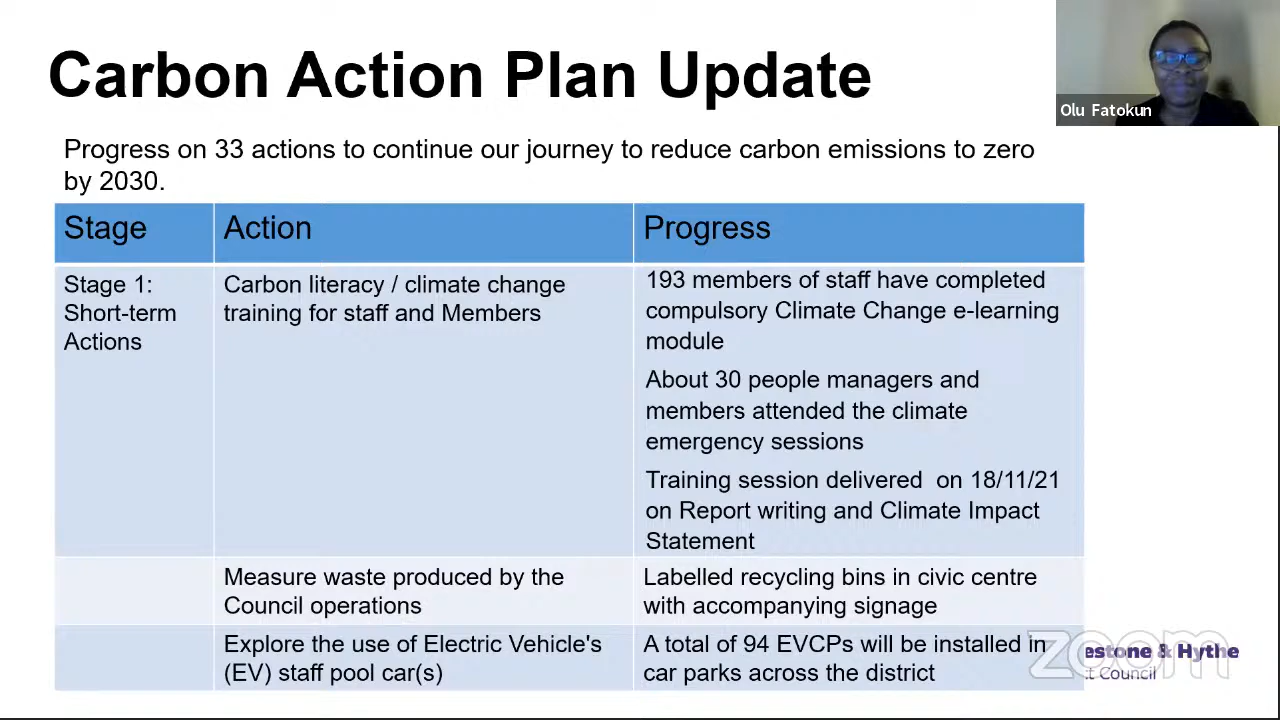 Carbon Action Plan Update
Olu Fatokun
Progress on 33 actions to continue our journey to reduce carbon emissions to zero
by 2030.
Stage
Action
Progress
Stage 1:
Short-term
Actions
Carbon literacy / climate change
training for staff and Members
193 members of staff have completed
compulsory Climate Change e-learning
module
About 30 people managers and
members attended the climate
emergency sessions
Training session delivered on 18/11/21
on Report writing and Climate Impact
Statement
Measure waste produced by the
Council operations
Labelled recycling bins in civic centre
with accompanying signage
Explore the use of Electric Vehicle's
(EV) staff pool car(s)
A total of 94 EVCPs will be installed in
car parks across the district
zoom
& Hythe
Council